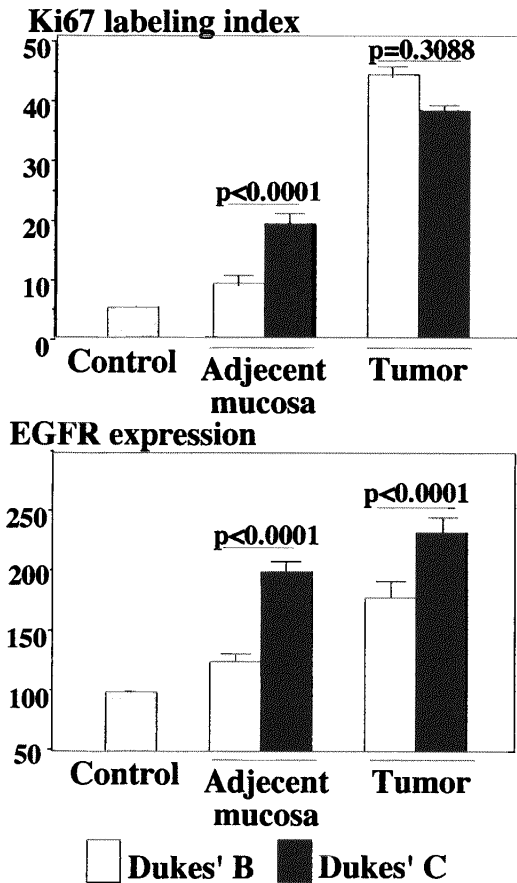 Ki67 labeling index
50
p=0.3088
40
30
p<0.0001
20
10
0
Control
Adjecent
mucosa
Tumor
EGFR expression
p<0.0001
250
p<0.0001
200
150
100
50
Control
Adjecent
mucosa
Tumor
Dukes' B
Dukes' C